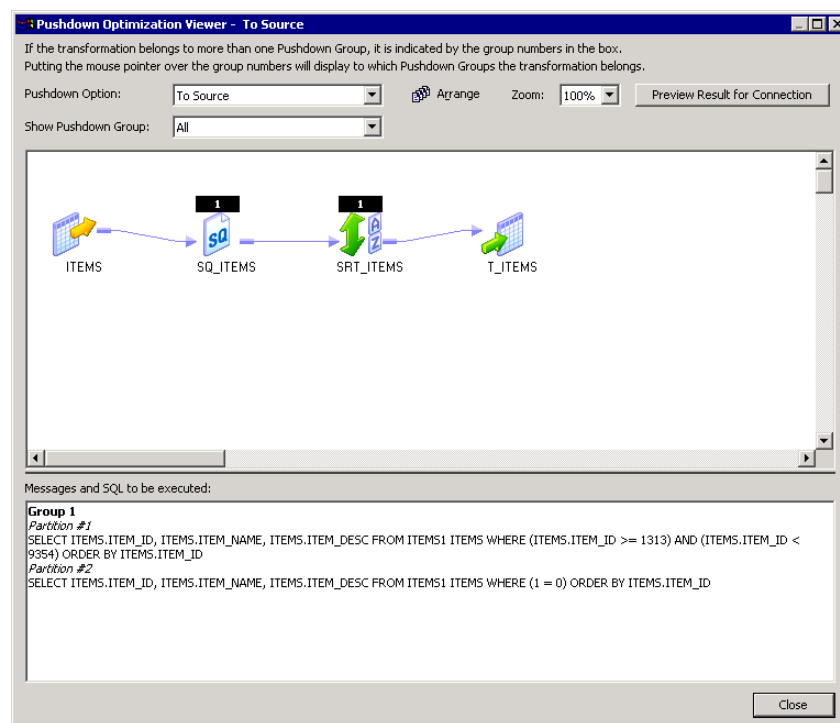 Pushdown Optimization Viewer - To Source
If the transformation belongs to more than one Pushdown Group, it is indicated by the group numbers in the box.
Putting the mouse pointer over the group numbers will display to which Pushdown Groups the transformation belongs.
Pushdown Option: To Source Arrange Zoom: 100% Preview Result for Connection
Show Pushdown Group: All
1 1
SQ A Z
ITEMS SQ_ITEMS SRT_ITEMS T_ITEMS
Messages and SQL to be executed:
Group 1
Partition #1
SELECT ITEMS.ITEM_ID, ITEMS.ITEM_NAME, ITEMS.ITEM_DESC FROM ITEMS1 ITEMS WHERE (ITEMS.ITEM_ID >= 1313) AND (ITEMS.ITEM_ID <
9354) ORDER BY ITEMS.ITEM_ID
Partition #2
SELECT ITEMS.ITEM_ID, ITEMS.ITEM_NAME, ITEMS.ITEM_DESC FROM ITEMS1 ITEMS WHERE (1 = 0) ORDER BY ITEMS.ITEM_ID
Close